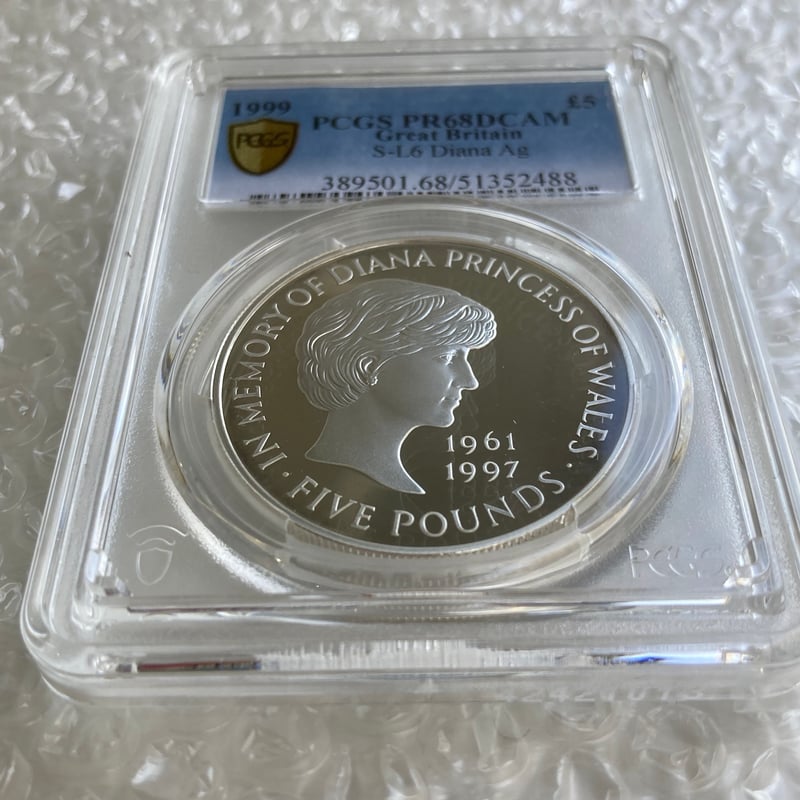 1999 £5
PCGS PCGS PR68DCAM
Great Britain
S-L6 Diana Ag
389501.68/51352488
IN MEMORY OF DIANA PRINCESS OF WALES
1961
1997
· FIVE POUNDS ·
PCGS